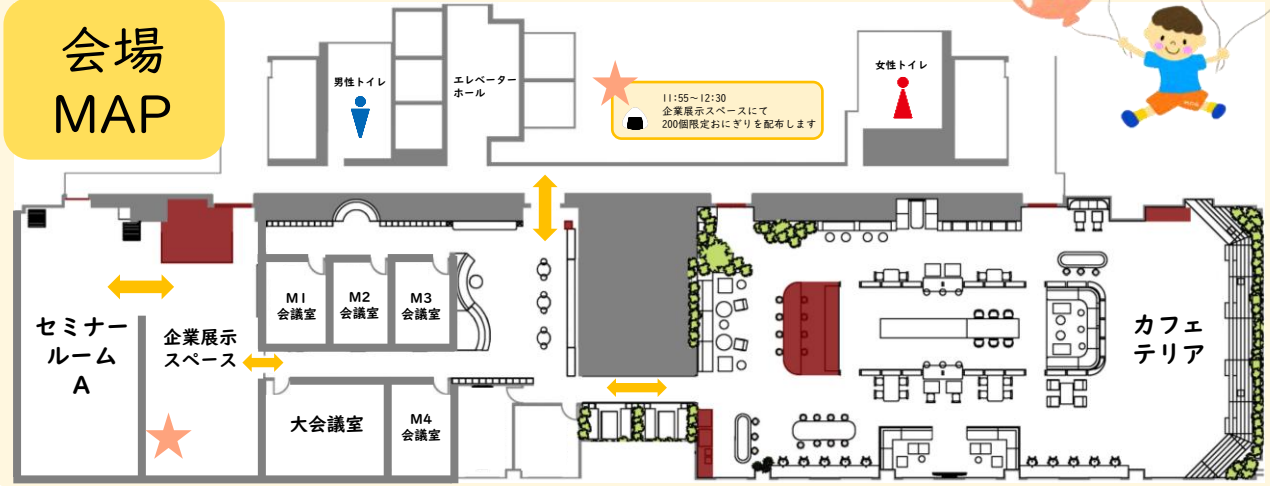 会場
MAP
男性トイレ
エレベーター
ホール
11:55～12:30
企業展示スペースにて
200個限定おにぎりを配布します
女性トイレ
M1
会議室
M2
会議室
M3
会議室
セミナー
ルーム
A
企業展示
スペース
大会議室
M4
会議室
カフェ
テリア